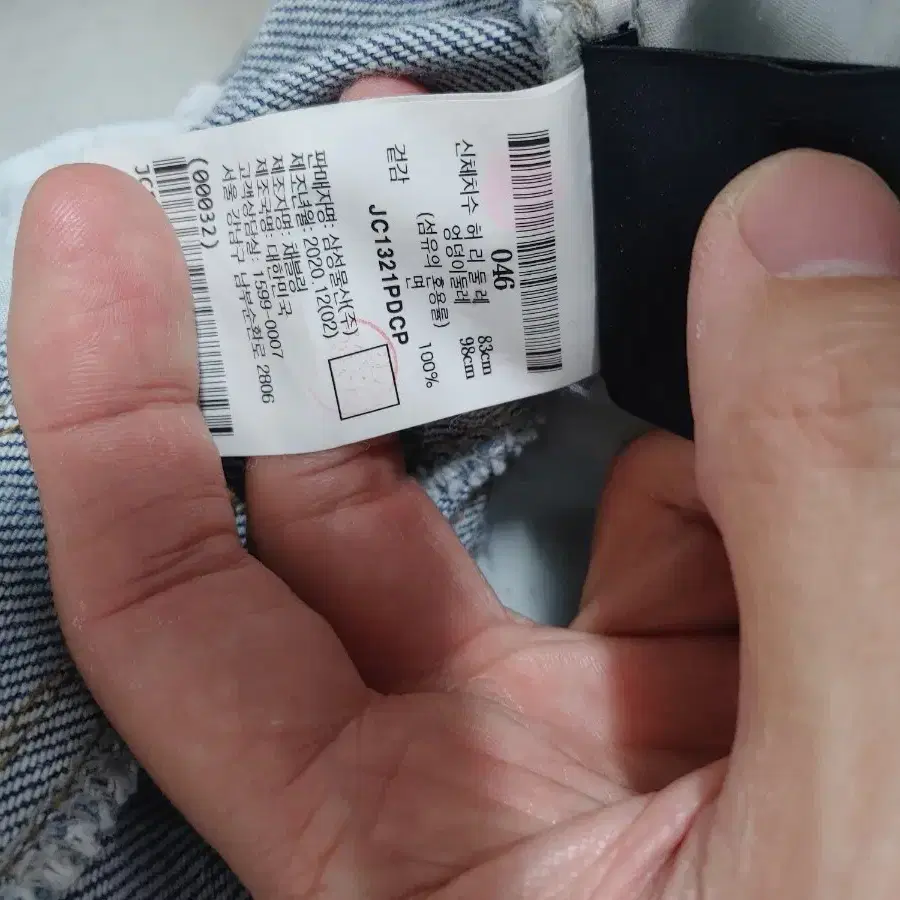 046
신체치수 허 리 둘 레 83cm
엉덩이둘레 98cm
(섬유의 혼용률)
겉감 면 100%
JC1321PDCP
판매자명: 삼성물산(주)
제조년월: 2020.12(02)
제조자명: 채블링
제조국명: 대한민국
고객상담실: 1599-0007
서울 강남구 남부순환로 2806
(00032)